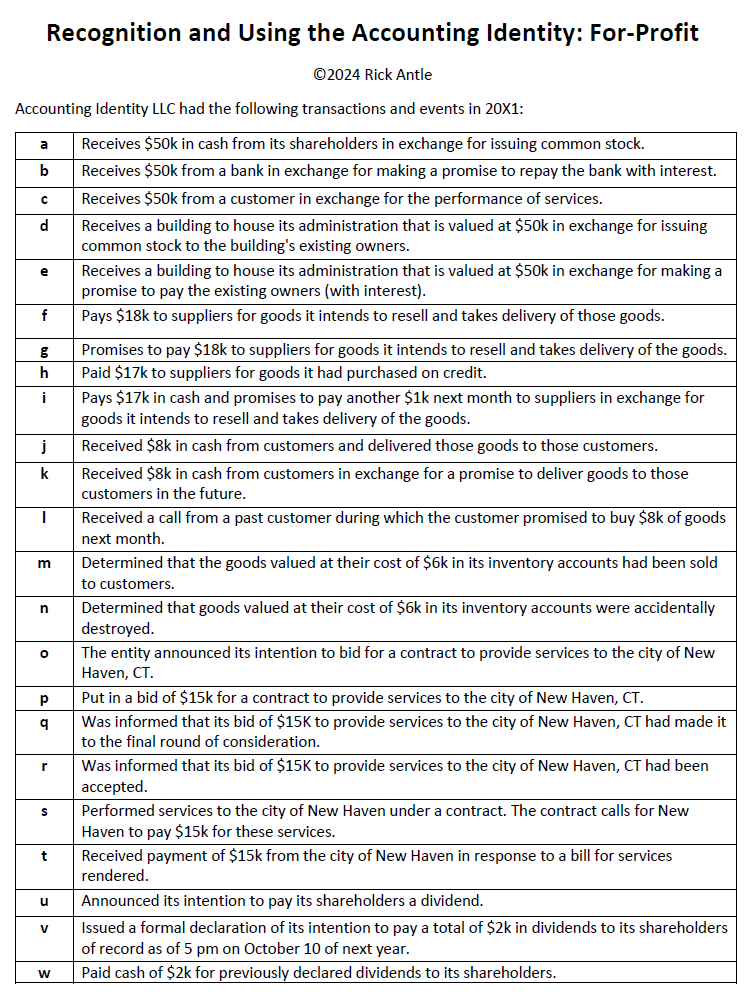 Recognition and Using the Accounting Identity: For-Profit
©2024 Rick Antle
Accounting Identity LLC had the following transactions and events in 20X1:
a Receives $50k in cash from its shareholders in exchange for issuing common stock.
b Receives $50k from a bank in exchange for making a promise to repay the bank with interest.
c Receives $50k from a customer in exchange for the performance of services.
d Receives a building to house its administration that is valued at $50k in exchange for issuing
common stock to the building's existing owners.
e Receives a building to house its administration that is valued at $50k in exchange for making a
promise to pay the existing owners (with interest).
f Pays $18k to suppliers for goods it intends to resell and takes delivery of those goods.
g Promises to pay $18k to suppliers for goods it intends to resell and takes delivery of the goods.
h Paid $17k to suppliers for goods it had purchased on credit.
i Pays $17k in cash and promises to pay another $1k next month to suppliers in exchange for
goods it intends to resell and takes delivery of the goods.
j Received $8k in cash from customers and delivered those goods to those customers.
k Received $8k in cash from customers in exchange for a promise to deliver goods to those
customers in the future.
l Received a call from a past customer during which the customer promised to buy $8k of goods
next month.
m Determined that the goods valued at their cost of $6k in its inventory accounts had been sold
to customers.
n Determined that goods valued at their cost of $6k in its inventory accounts were accidentally
destroyed.
o The entity announced its intention to bid for a contract to provide services to the city of New
Haven, CT.
p Put in a bid of $15k for a contract to provide services to the city of New Haven, CT.
q Was informed that its bid of $15K to provide services to the city of New Haven, CT had made it
to the final round of consideration.
r Was informed that its bid of $15K to provide services to the city of New Haven, CT had been
accepted.
s Performed services to the city of New Haven under a contract. The contract calls for New
Haven to pay $15k for these services.
t Received payment of $15k from the city of New Haven in response to a bill for services
rendered.
u Announced its intention to pay its shareholders a dividend.
v Issued a formal declaration of its intention to pay a total of $2k in dividends to its shareholders
of record as of 5 pm on October 10 of next year.
w Paid cash of $2k for previously declared dividends to its shareholders.